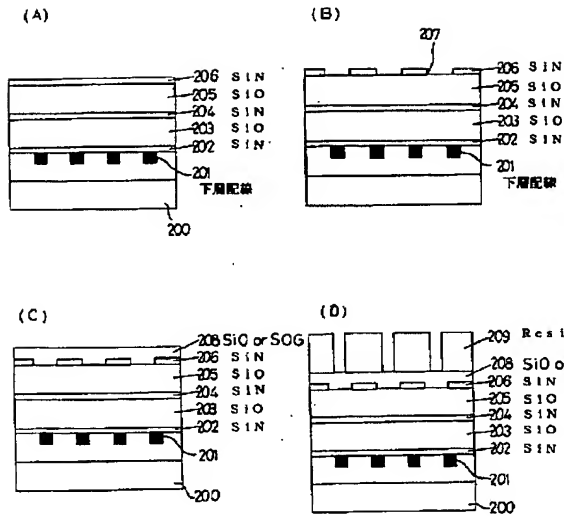 (A)
206 SiN
205 SiO
204 SiN
203 SiO
202 SiN
201
下層配線
200
(B)
207
206 SiN
205 SiO
204 SiN
203 SiO
202 SiN
201
下層配線
(C)
208 SiO or SOG
206 SiN
205 SiO
204 SiN
203 SiO
202 SiN
201
200
(D)
209 Resi
208 SiO o
206 SiN
205 SiO
204 SiN
203 SiO
202 SiN
201
200